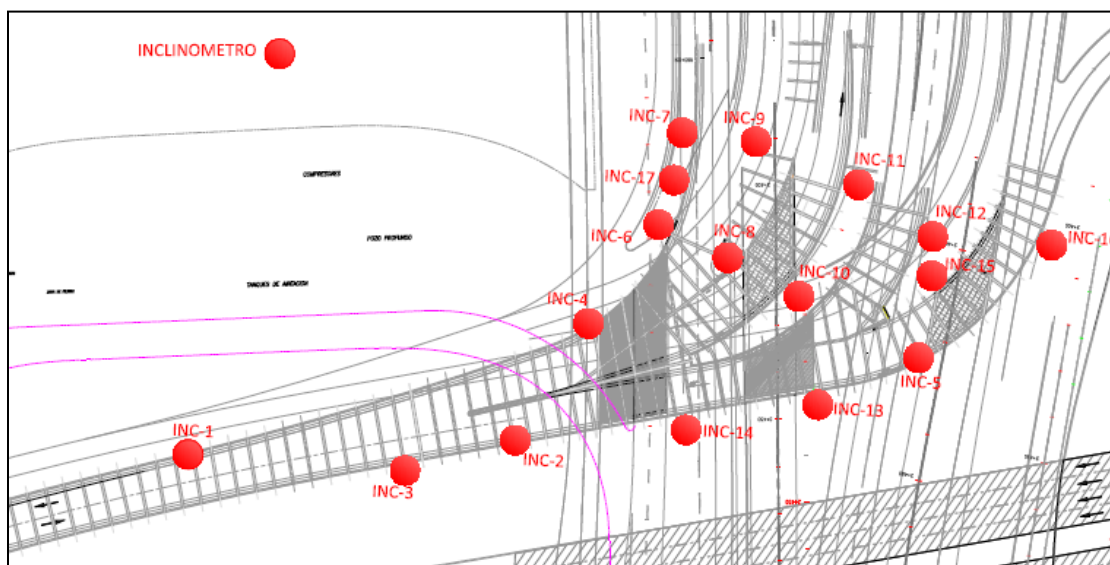 INCLINOMETRO
INC-7
INC-9
COMPRESORES
INC-17
INC-11
INC-6
INC-8
INC-12
POZO PROFUNDO
INC-15
TANQUES DE AIREACION
INC-10
INC-4
INC-5
INC-13
INC-14
INC-1
INC-2
INC-3